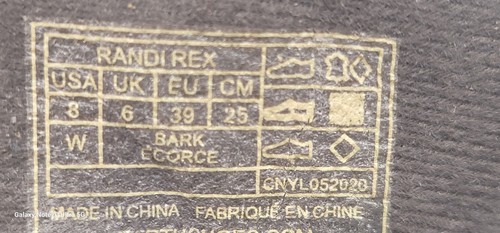 RANDI REX
USA UK EU CM
8 6 39 25
W BARK
ECORCE
CNYL052020
MADE IN CHINA FABRIQUÉ EN CHINE
Galaxy